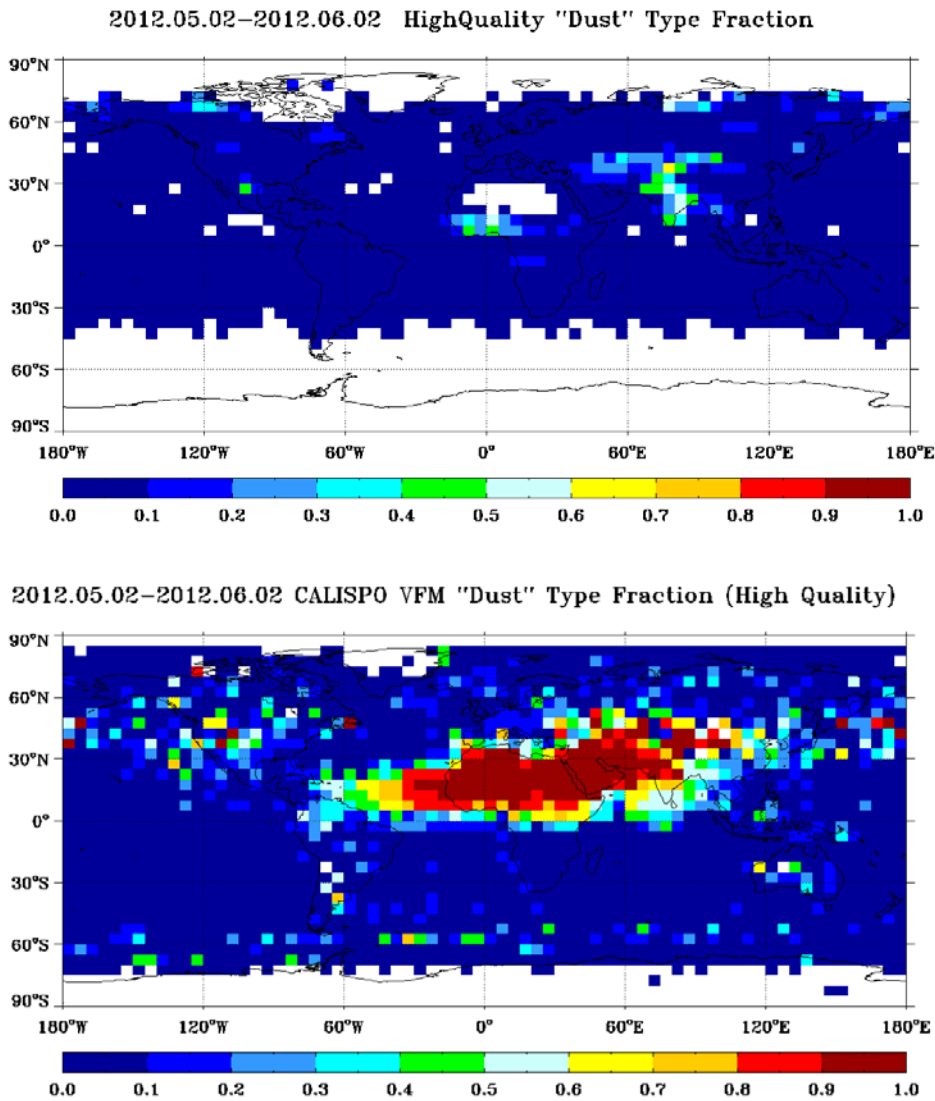 2012.05.02-2012.06.02 HighQuality "Dust" Type Fraction
90°N
60°N
30°N
0°
30°S
60°S
90°S
180°W 120°W 60°W 0° 60°E 120°E 180°E
0.0 0.1 0.2 0.3 0.4 0.5 0.6 0.7 0.8 0.9 1.0
2012.05.02-2012.06.02 CALISPO VFM "Dust" Type Fraction (High Quality)
90°N
60°N
30°N
0°
30°S
60°S
90°S
180°W 120°W 60°W 0° 60°E 120°E 180°E
0.0 0.1 0.2 0.3 0.4 0.5 0.6 0.7 0.8 0.9 1.0